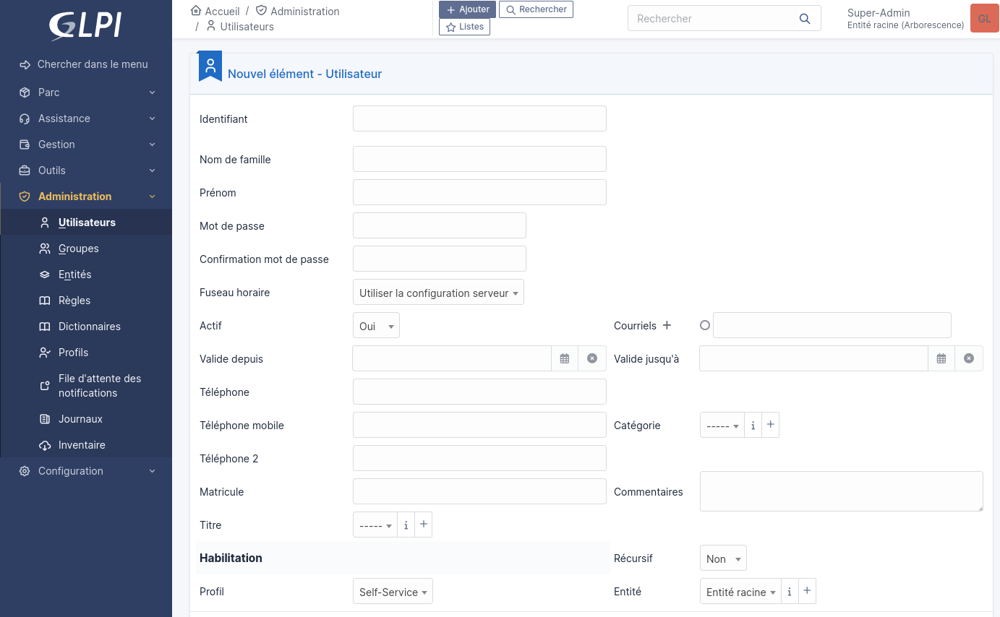 GLPI
Chercher dans le menu
Parc
Assistance
Gestion
Outils
Administration
Utilisateurs
Groupes
Entités
Règles
Dictionnaires
Profils
File d'attente des
notifications
Journaux
Inventaire
Configuration
Accueil / Administration
/ Utilisateurs
+ Ajouter
Rechercher
Listes
Rechercher
Super-Admin
Entité racine (Arborescence)
GL
Nouvel élément - Utilisateur
Identifiant
Nom de famille
Prénom
Mot de passe
Confirmation mot de passe
Fuseau horaire Utiliser la configuration serveur
Actif Oui Courriels +
Valide depuis Valide jusqu'à
Téléphone
Téléphone mobile Catégorie ----- i +
Téléphone 2
Matricule Commentaires
Titre ----- i +
Habilitation Récursif Non
Profil Self-Service Entité Entité racine i +